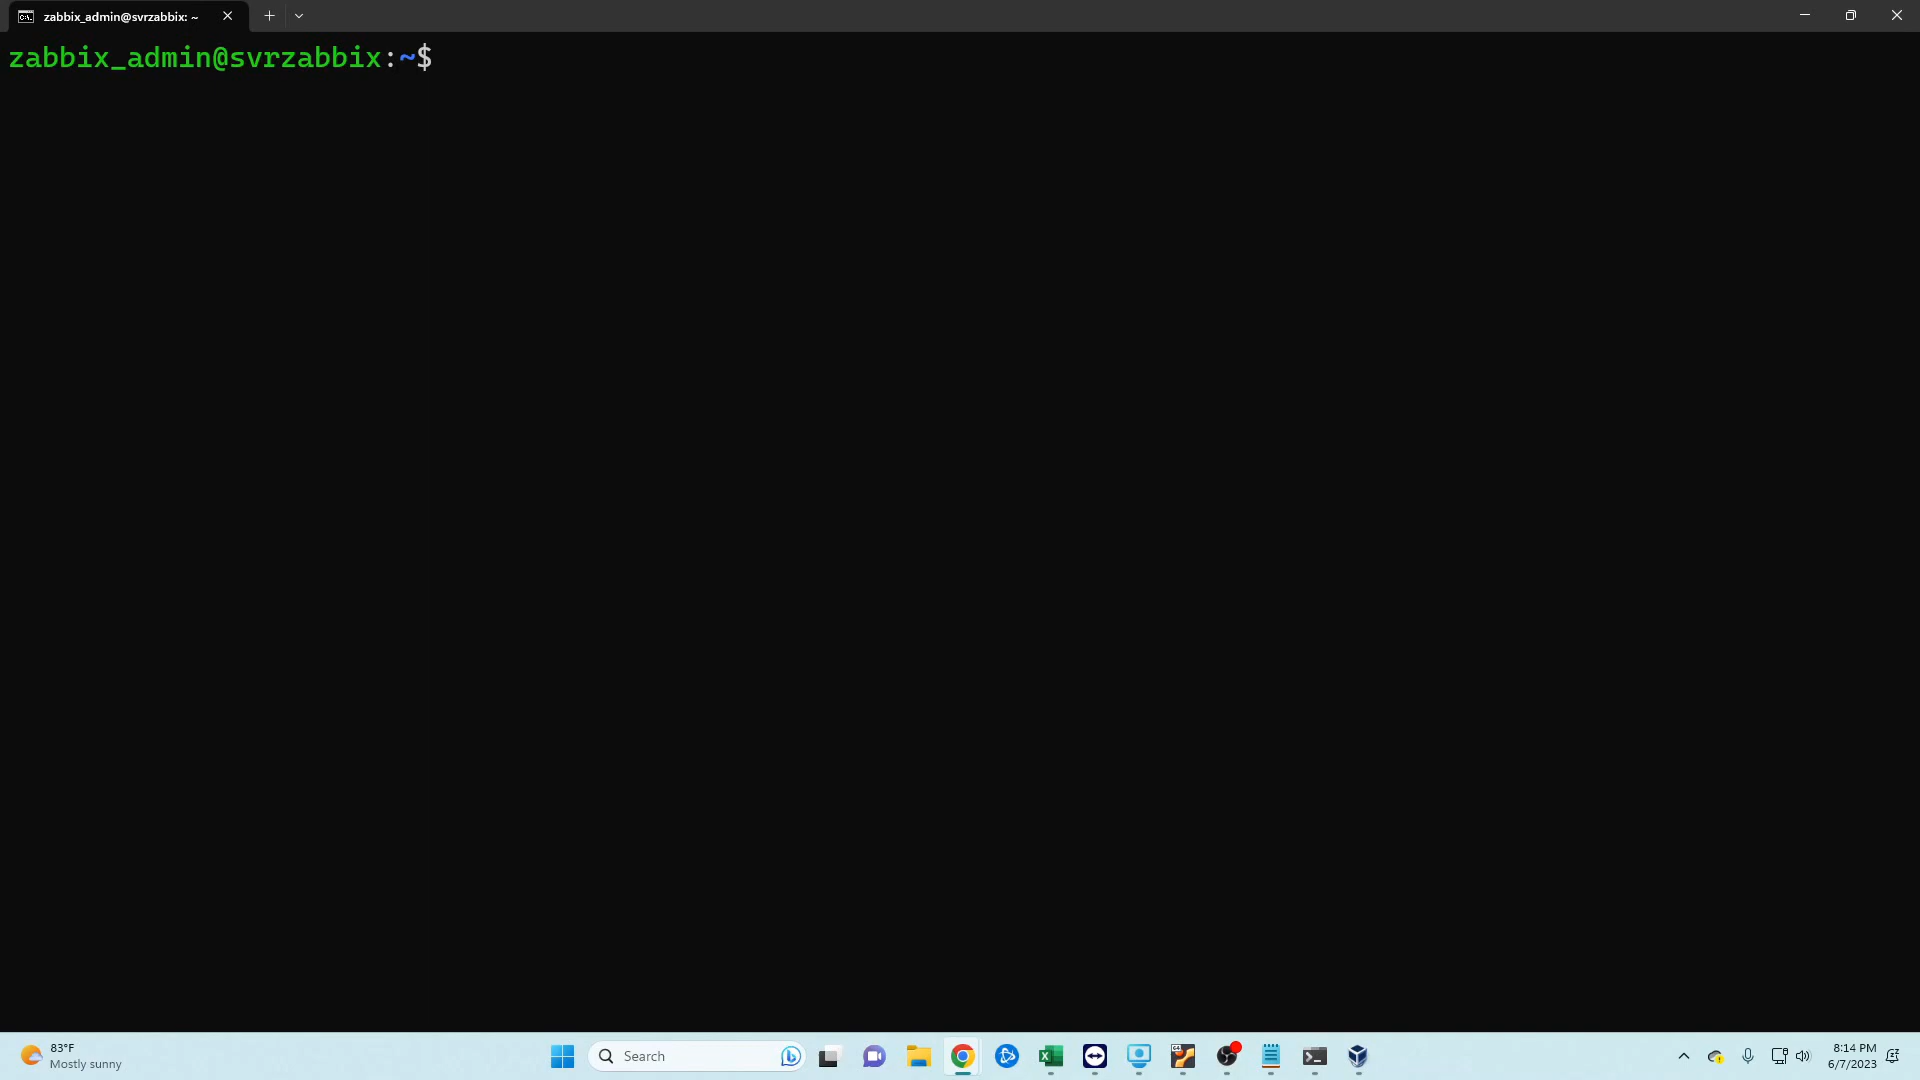 zabbix_admin@svrzabbix: ~
zabbix_admin@svrzabbix:~$
83°F
Mostly sunny
Search
8:14 PM
6/7/2023